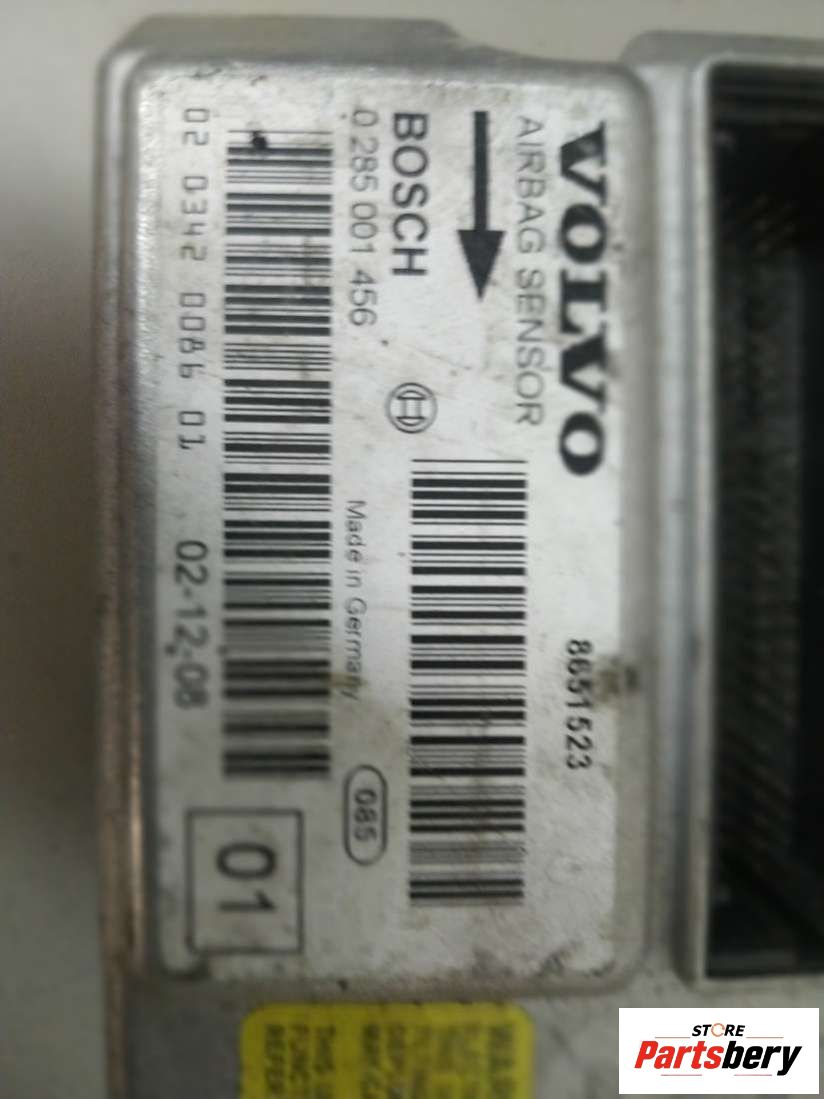 VOLVO
AIRBAG SENSOR
8651523
BOSCH
0 285 001 456
Made in Germany
085
02 0342 0086 01
02-12-08
01
STORE
Partsbery